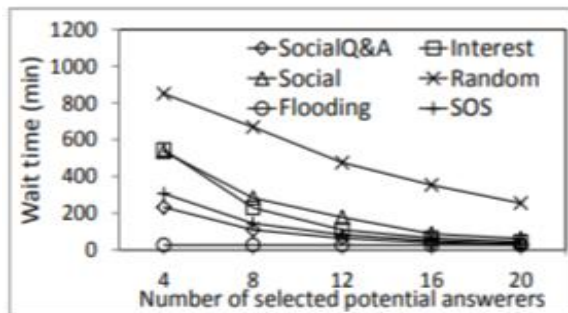 1200
1000
800
600
400
200
0
Wait time (min)
SocialQ&A Interest
Social Random
Flooding SOS
4 8 12 16 20
Number of selected potential answerers